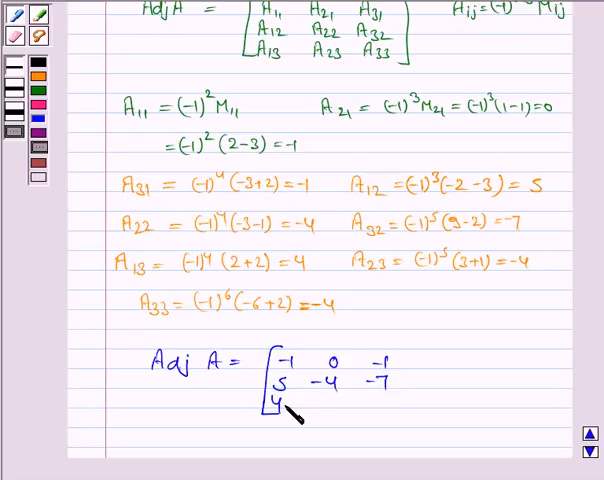 Adj A = [ A11 A21 A31 Aij = (-1) Mij
A12 A22 A32
A13 A23 A33 ]
A11 = (-1)² M11 A21 = (-1)³ M21 = (-1)³ (1-1) = 0
= (-1)² (2-3) = -1
A31 = (-1)⁴ (-3+2) = -1 A12 = (-1)³ (-2-3) = 5
A22 = (-1)⁴ (-3-1) = -4 A32 = (-1)⁵ (9-2) = -7
A13 = (-1)⁴ (2+2) = 4 A23 = (-1)⁵ (3+1) = -4
A33 = (-1)⁶ (-6+2) = -4
Adj A = [ -1 0 -1
5 -4 -7
4